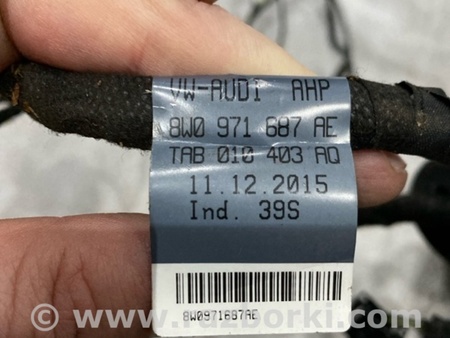 VW-AUDI AHP
8W0 971 687 AE
TAB 010 403 AQ
11.12.2015
Ind. 39S
8W0971687AE
www.razborki.com